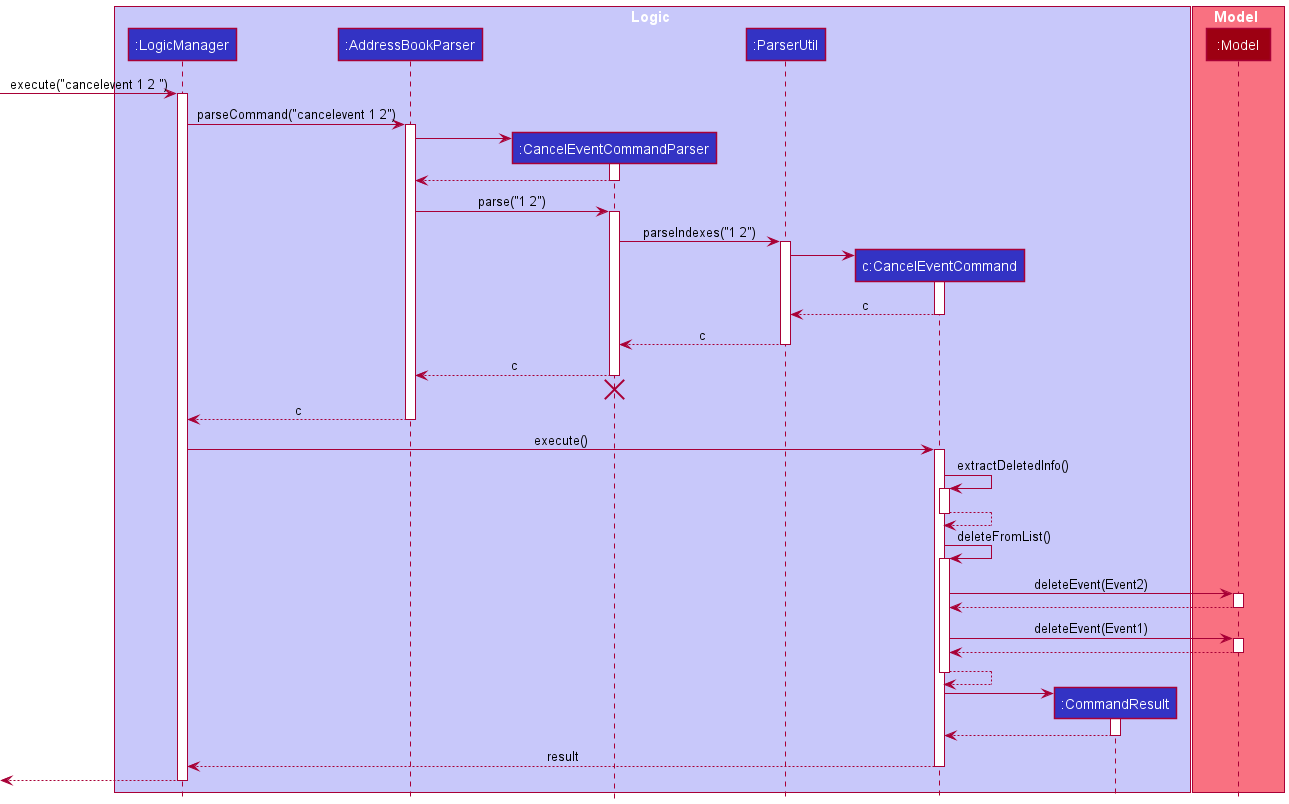 Logic
Model
:LogicManager
:AddressBookParser
:ParserUtil
:Model
execute("cancelevent 1 2 ")
parseCommand("cancelevent 1 2")
:CancelEventCommandParser
parse("1 2")
parseIndexes("1 2")
c:CancelEventCommand
c
c
c
c
execute()
extractDeletedInfo()
deleteFromList()
deleteEvent(Event2)
deleteEvent(Event1)
:CommandResult
result